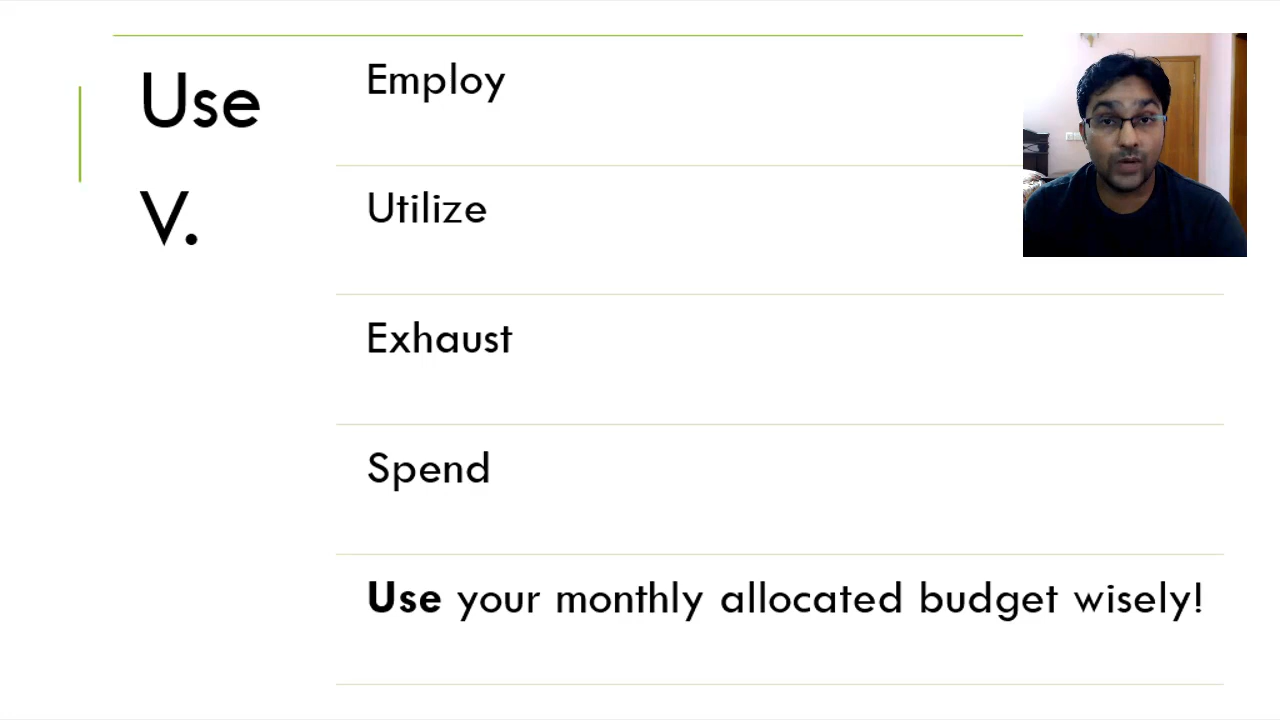 Use
V.
Employ
Utilize
Exhaust
Spend
Use your monthly allocated budget wisely!